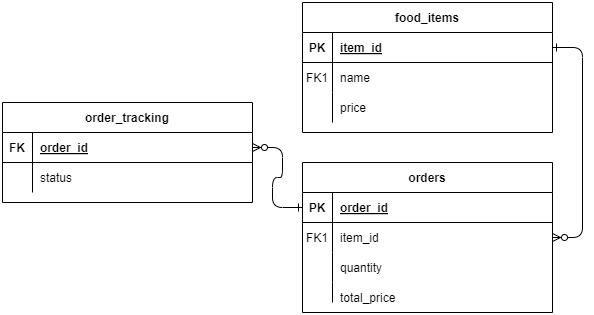 food_items
PK item_id
FK1 name
price
order_tracking
FK order_id
status
orders
PK order_id
FK1 item_id
quantity
total_price